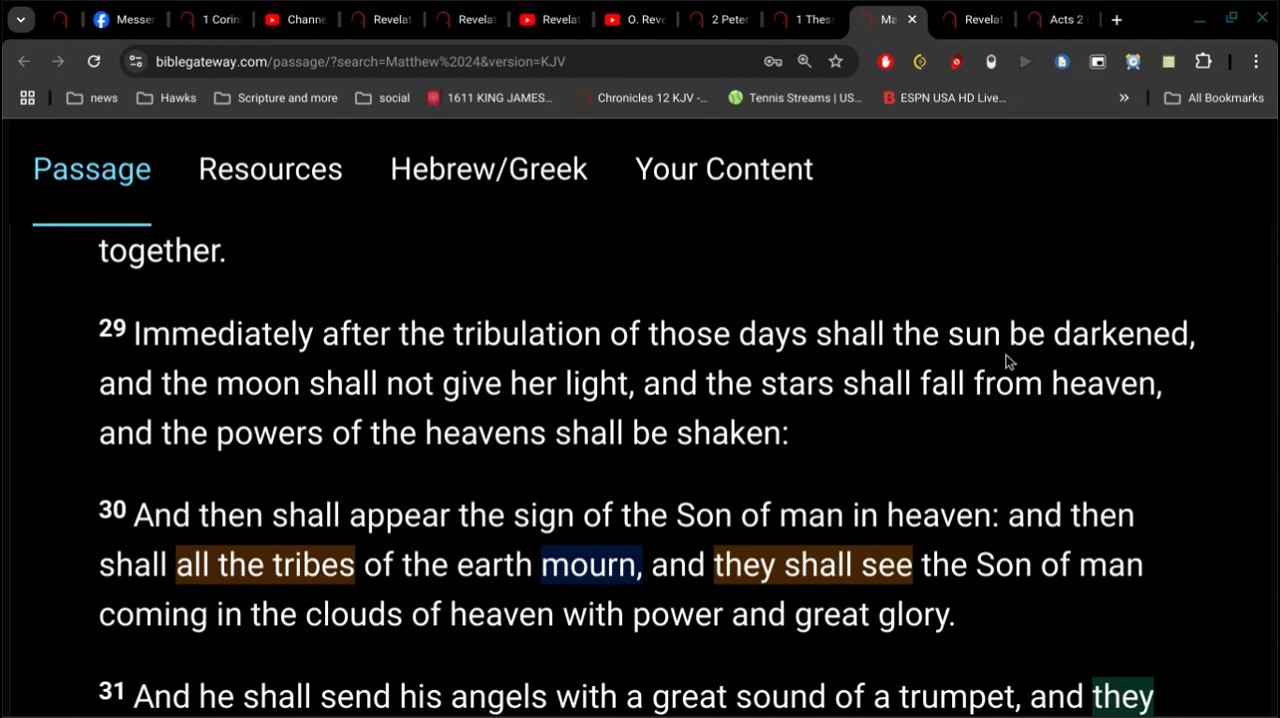 Messer
1 Corin
Channe
Revelat
Revelat
Revelat
O. Reve
2 Peter
1 Thes
Ma
Revelat
Acts 2
biblegateway.com/passage/?search=Matthew%2024&version=KJV
news
Hawks
Scripture and more
social
1611 KING JAMES...
Chronicles 12 KJV -...
Tennis Streams | US...
ESPN USA HD Live...
All Bookmarks
Passage
Resources
Hebrew/Greek
Your Content
together.
29 Immediately after the tribulation of those days shall the sun be darkened,
and the moon shall not give her light, and the stars shall fall from heaven,
and the powers of the heavens shall be shaken:
30 And then shall appear the sign of the Son of man in heaven: and then
shall all the tribes of the earth mourn, and they shall see the Son of man
coming in the clouds of heaven with power and great glory.
31 And he shall send his angels with a great sound of a trumpet, and they